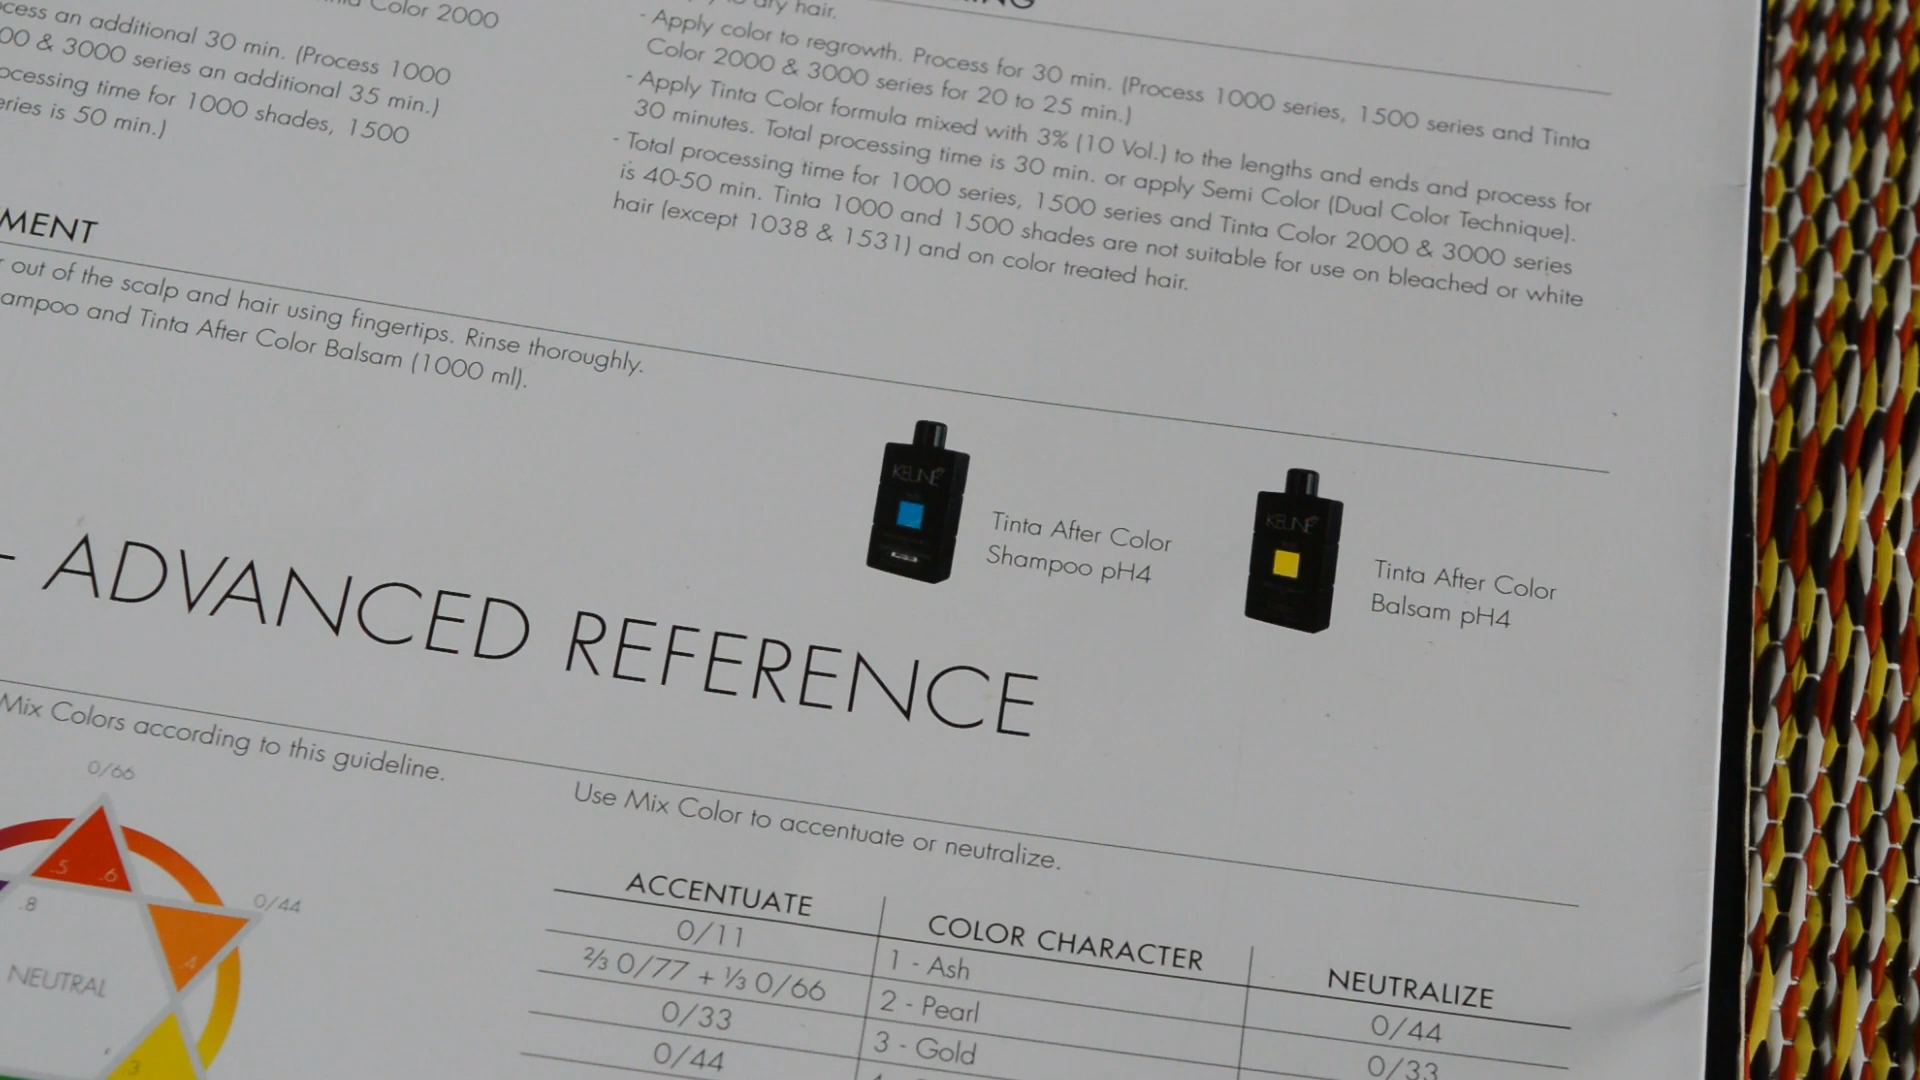 Color 2000
cess an additional 30 min. (Process 1000
00 & 3000 series an additional 35 min.)
ocessing time for 1000 shades, 1500
eries is 50 min.)
dry hair.
- Apply color to regrowth. Process for 30 min. (Process 1000 series, 1500 series and Tinta
Color 2000 & 3000 series for 20 to 25 min.)
- Apply Tinta Color formula mixed with 3% (10 Vol.) to the lengths and ends and process for
30 minutes. Total processing time is 30 min. or apply Semi Color (Dual Color Technique).
- Total processing time for 1000 series, 1500 series and Tinta Color 2000 & 3000 series
is 40-50 min. Tinta 1000 and 1500 shades are not suitable for use on bleached or white
hair (except 1038 & 1531) and on color treated hair.
MENT
out of the scalp and hair using fingertips. Rinse thoroughly.
ampoo and Tinta After Color Balsam (1000 ml).
KEUNE
Tinta After Color
Shampoo pH4
KEUNE
Tinta After Color
Balsam pH4
- ADVANCED REFERENCE
Mix Colors according to this guideline.
0/66
.5 .6
.8
0/44
.4
NEUTRAL
3
Use Mix Color to accentuate or neutralize.
ACCENTUATE COLOR CHARACTER NEUTRALIZE
0/11 1 - Ash 0/44
⅔ 0/77 + ⅓ 0/66 2 - Pearl 0/33
0/33 3 - Gold
0/44